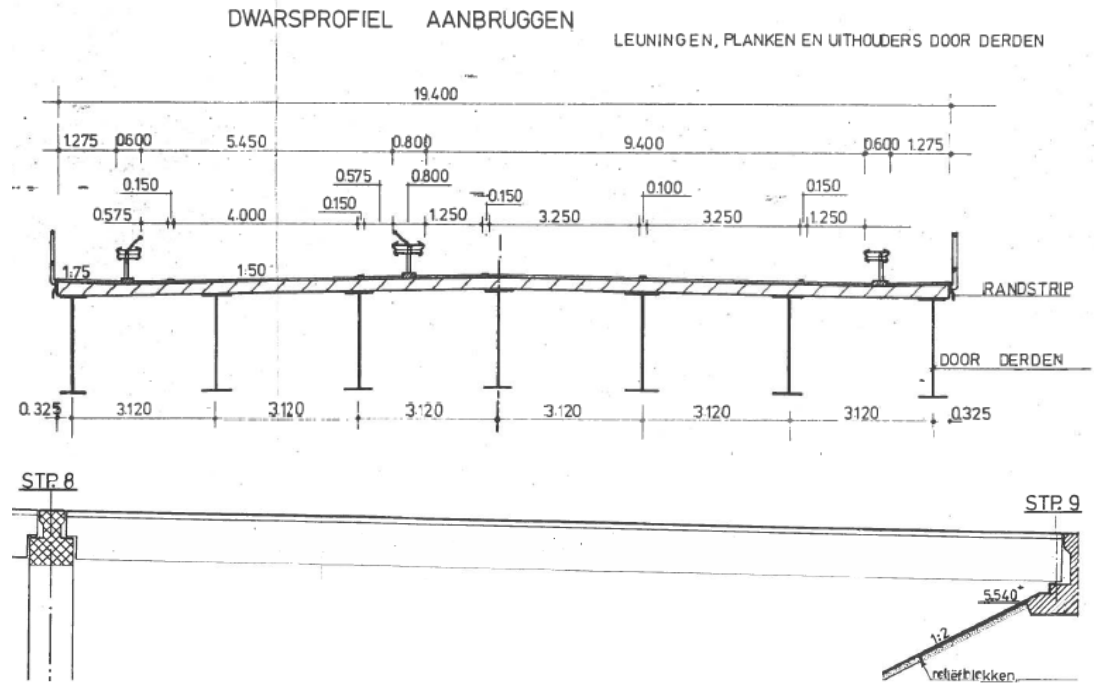 DWARSPROFIEL AANBRUGGEN
LEUNINGEN, PLANKEN EN UITHOUDERS DOOR DERDEN
19.400
1.275 0.600 5.450 0.800 9.400 0.600 1.275
0.150 0.575 0.800 0.150 0.100 0.150
0.575 4.000 0.150 1.250 3.250 3.250 1.250
1:75 1:50
RANDSTRIP
DOOR DERDEN
0.325 3.120 3.120 3.120 3.120 3.120 3.120 0.325
STP. 8
STP. 9
5.540+
1:2
reliëfblokken